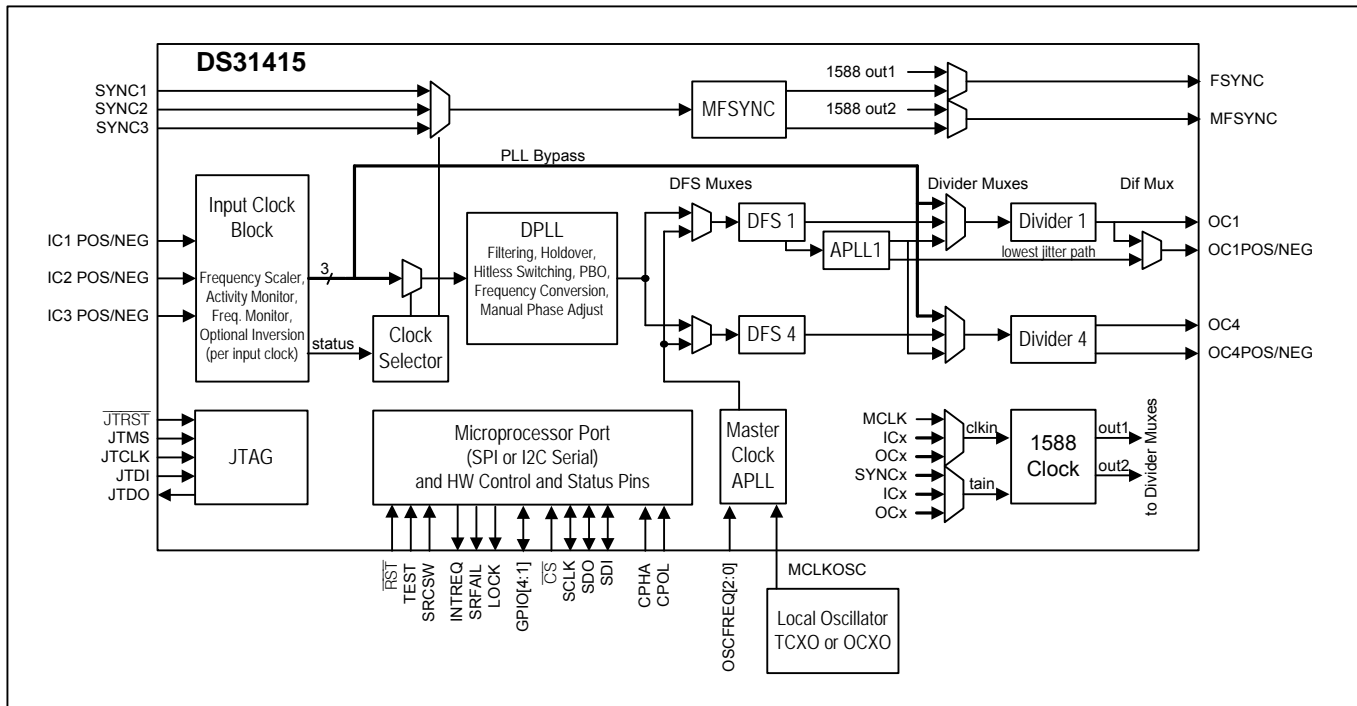 DS31415
SYNC1
SYNC2
SYNC3
MFSYNC
1588 out1
1588 out2
FSYNC
MFSYNC
PLL Bypass
DFS Muxes
Divider Muxes
Dif Mux
IC1 POS/NEG
IC2 POS/NEG
IC3 POS/NEG
Input Clock
Block
Frequency Scaler,
Activity Monitor,
Freq. Monitor,
Optional Inversion
(per input clock)
3
status
Clock
Selector
DPLL
Filtering, Holdover,
Hitless Switching, PBO,
Frequency Conversion,
Manual Phase Adjust
DFS 1
APLL1
Divider 1
lowest jitter path
OC1
OC1POS/NEG
DFS 4
Divider 4
OC4
OC4POS/NEG
JTRST
JTMS
JTCLK
JTDI
JTDO
JTAG
Microprocessor Port
(SPI or I2C Serial)
and HW Control and Status Pins
Master
Clock
APLL
MCLK
ICx
OCx
SYNCx
ICx
OCx
clkin
tain
1588
Clock
out1
out2
to Divider Muxes
RST
TEST
SRCSW
INTREQ
SRFAIL
LOCK
GPIO[4:1]
CS
SCLK
SDO
SDI
CPHA
CPOL
OSCFREQ[2:0]
MCLKOSC
Local Oscillator
TCXO or OCXO